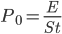 P₀ = E/St